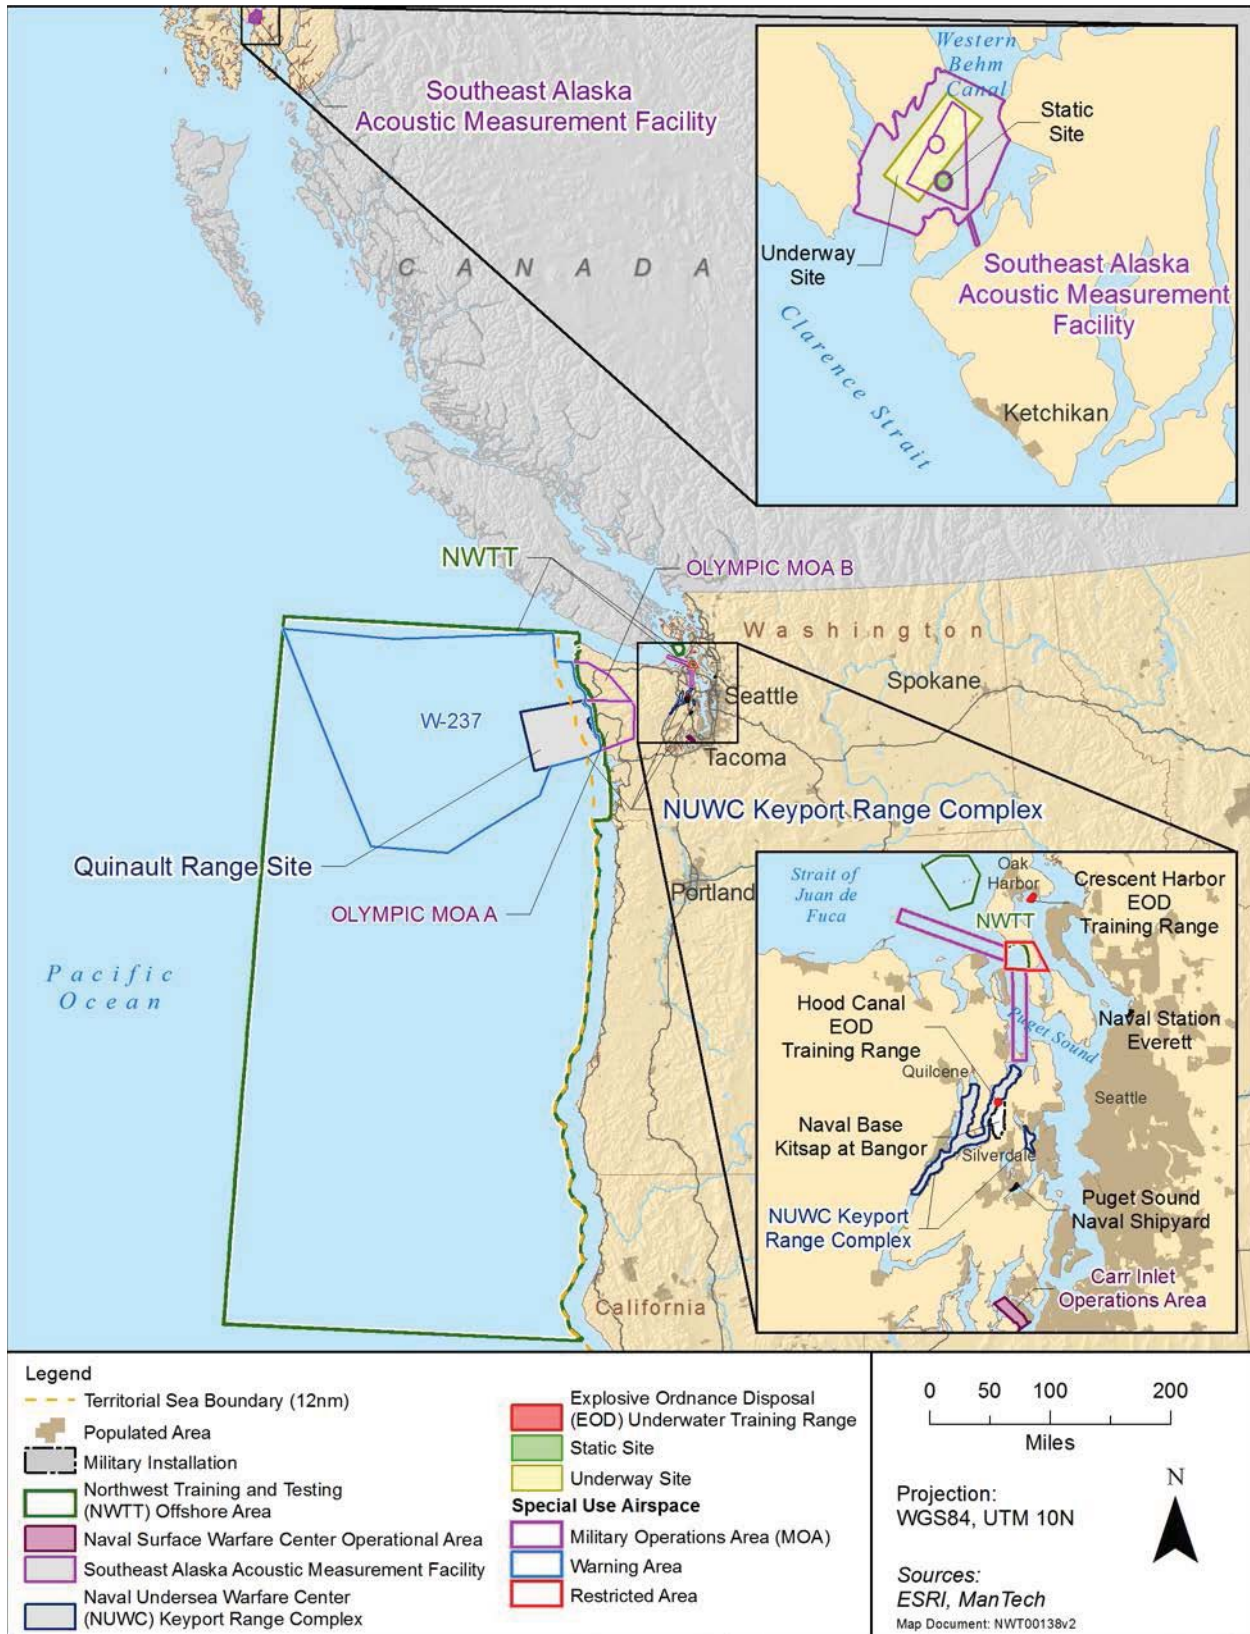 Southeast Alaska
Acoustic Measurement Facility
CANADA
Western
Behm
Canal
Static
Site
Underway
Site
Southeast Alaska
Acoustic Measurement
Facility
Clarence Strait
Ketchikan
NWTT
OLYMPIC MOA B
Washington
Spokane
Seattle
W-237
Tacoma
NUWC Keyport Range Complex
Quinault Range Site
Portland
OLYMPIC MOA A
Pacific
Ocean
California
Strait of
Juan de
Fuca
Oak
Harbor
Crescent Harbor
EOD
Training Range
NWTT
Hood Canal
EOD
Training Range
Puget Sound
Naval Station
Everett
Quilcene
Seattle
Naval Base
Kitsap at Bangor
Silverdale
NUWC Keyport
Range Complex
Puget Sound
Naval Shipyard
Carr Inlet
Operations Area
Legend
Territorial Sea Boundary (12nm)
Populated Area
Military Installation
Northwest Training and Testing
(NWTT) Offshore Area
Naval Surface Warfare Center Operational Area
Southeast Alaska Acoustic Measurement Facility
Naval Undersea Warfare Center
(NUWC) Keyport Range Complex
Explosive Ordnance Disposal
(EOD) Underwater Training Range
Static Site
Underway Site
Special Use Airspace
Military Operations Area (MOA)
Warning Area
Restricted Area
0 50 100 200
Miles
Projection:
WGS84, UTM 10N
N
Sources:
ESRI, ManTech
Map Document: NWT00138v2